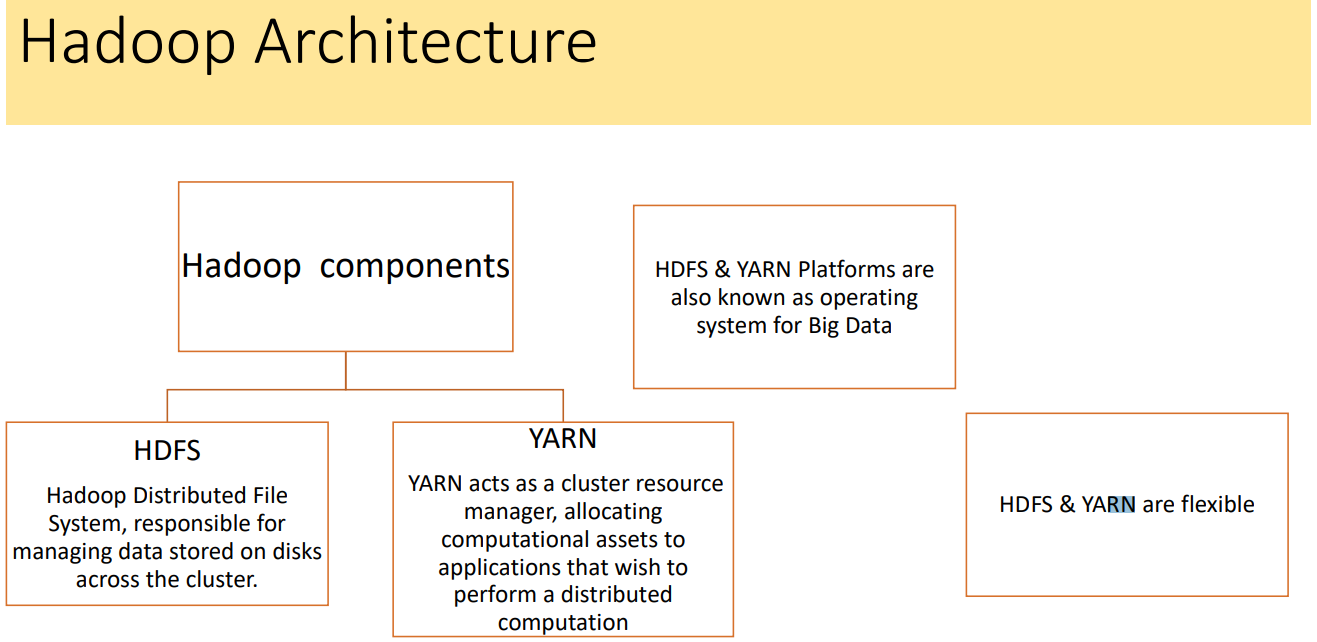 Hadoop Architecture
Hadoop components
HDFS & YARN Platforms are
also known as operating
system for Big Data
HDFS
Hadoop Distributed File
System, responsible for
managing data stored on disks
across the cluster.
YARN
YARN acts as a cluster resource
manager, allocating
computational assets to
applications that wish to
perform a distributed
computation
HDFS & YARN are flexible